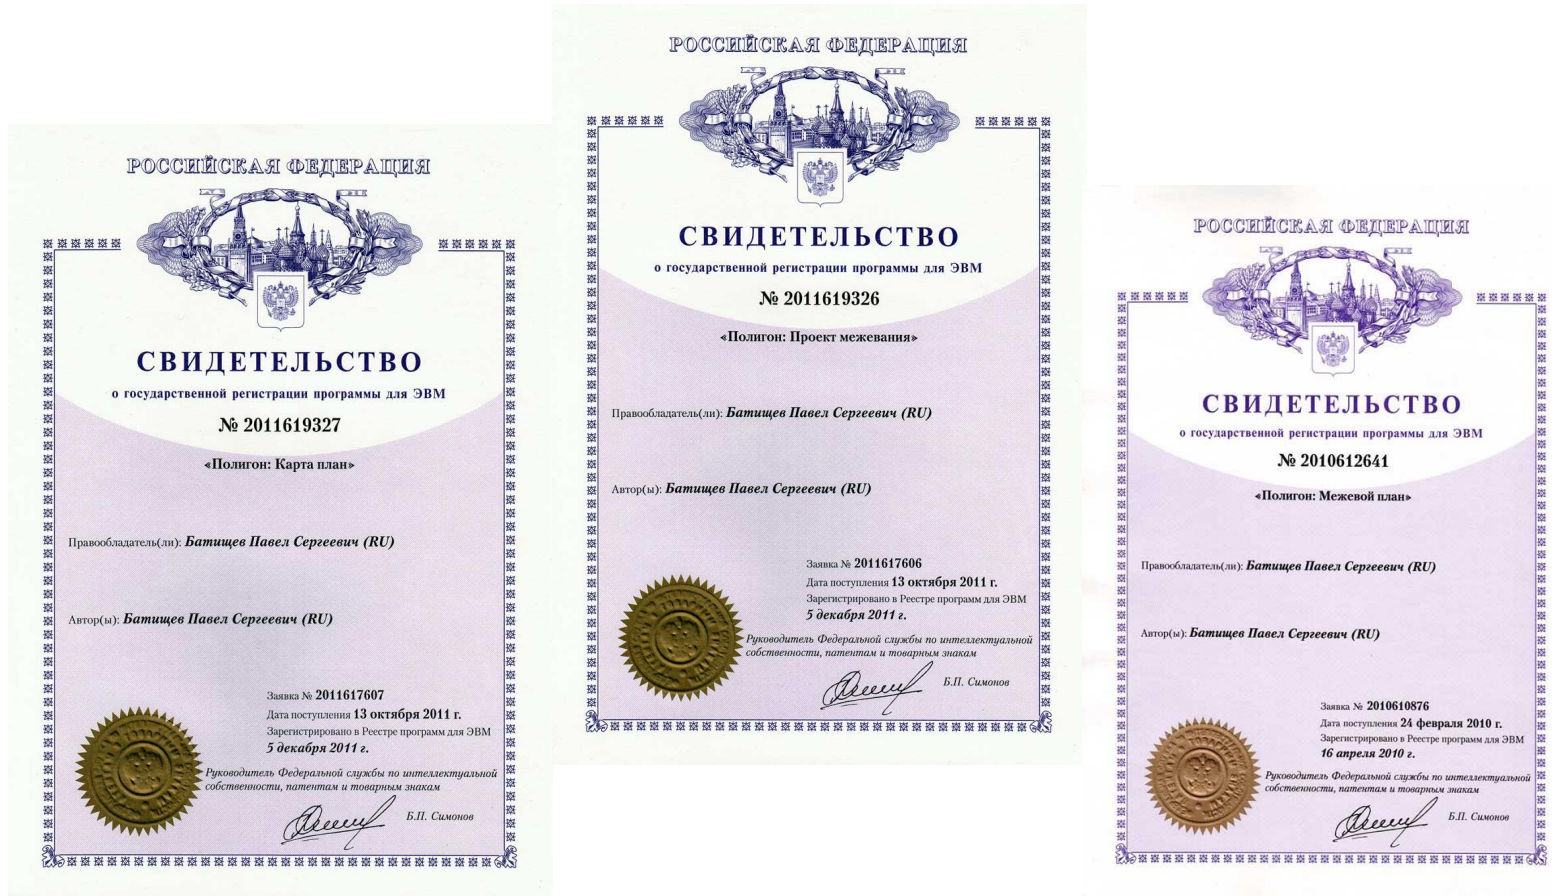 РОССИЙСКАЯ ФЕДЕРАЦИЯ
СВИДЕТЕЛЬСТВО
о государственной регистрации программы для ЭВМ
№ 2011619327
«Полигон: Карта план»
Правообладатель(ли): Батищев Павел Сергеевич (RU)
Автор(ы): Батищев Павел Сергеевич (RU)
Заявка № 2011617607
Дата поступления 13 октября 2011 г.
Зарегистрировано в Реестре программ для ЭВМ
5 декабря 2011 г.
Руководитель Федеральной службы по интеллектуальной
собственности, патентам и товарным знакам
Б.П. Симонов
РОССИЙСКАЯ ФЕДЕРАЦИЯ
СВИДЕТЕЛЬСТВО
о государственной регистрации программы для ЭВМ
№ 2011619326
«Полигон: Проект межевания»
Правообладатель(ли): Батищев Павел Сергеевич (RU)
Автор(ы): Батищев Павел Сергеевич (RU)
Заявка № 2011617606
Дата поступления 13 октября 2011 г.
Зарегистрировано в Реестре программ для ЭВМ
5 декабря 2011 г.
Руководитель Федеральной службы по интеллектуальной
собственности, патентам и товарным знакам
Б.П. Симонов
РОССИЙСКАЯ ФЕДЕРАЦИЯ
СВИДЕТЕЛЬСТВО
о государственной регистрации программы для ЭВМ
№ 2010612641
«Полигон: Межевой план»
Правообладатель(ли): Батищев Павел Сергеевич (RU)
Автор(ы): Батищев Павел Сергеевич (RU)
Заявка № 2010610876
Дата поступления 24 февраля 2010 г.
Зарегистрировано в Реестре программ для ЭВМ
16 апреля 2010 г.
Руководитель Федеральной службы по интеллектуальной
собственности, патентам и товарным знакам
Б.П. Симонов